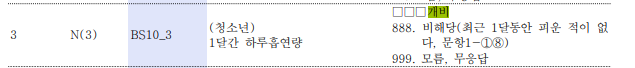 □□□개비
3 N(3) BS10_3 (청소년) 888. 비해당(최근 1달동안 피운 적이 없
1달간 하루흡연량 다, 문항1-①⑧)
999. 모름, 무응답